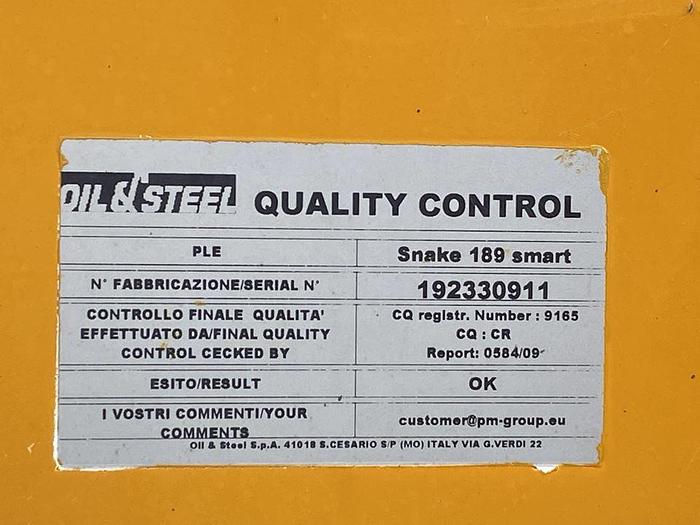 OIL & STEEL QUALITY CONTROL
PLE Snake 189 smart
N° FABBRICAZIONE/SERIAL N° 192330911
CONTROLLO FINALE QUALITA'
EFFETTUATO DA/FINAL QUALITY
CONTROL CECKED BY
CQ registr. Number : 9165
CQ : CR
Report: 0584/09
ESITO/RESULT OK
I VOSTRI COMMENTI/YOUR
COMMENTS
customer@pm-group.eu
Oil & Steel S.p.A. 41018 S.CESARIO S/P (MO) ITALY VIA G.VERDI 22